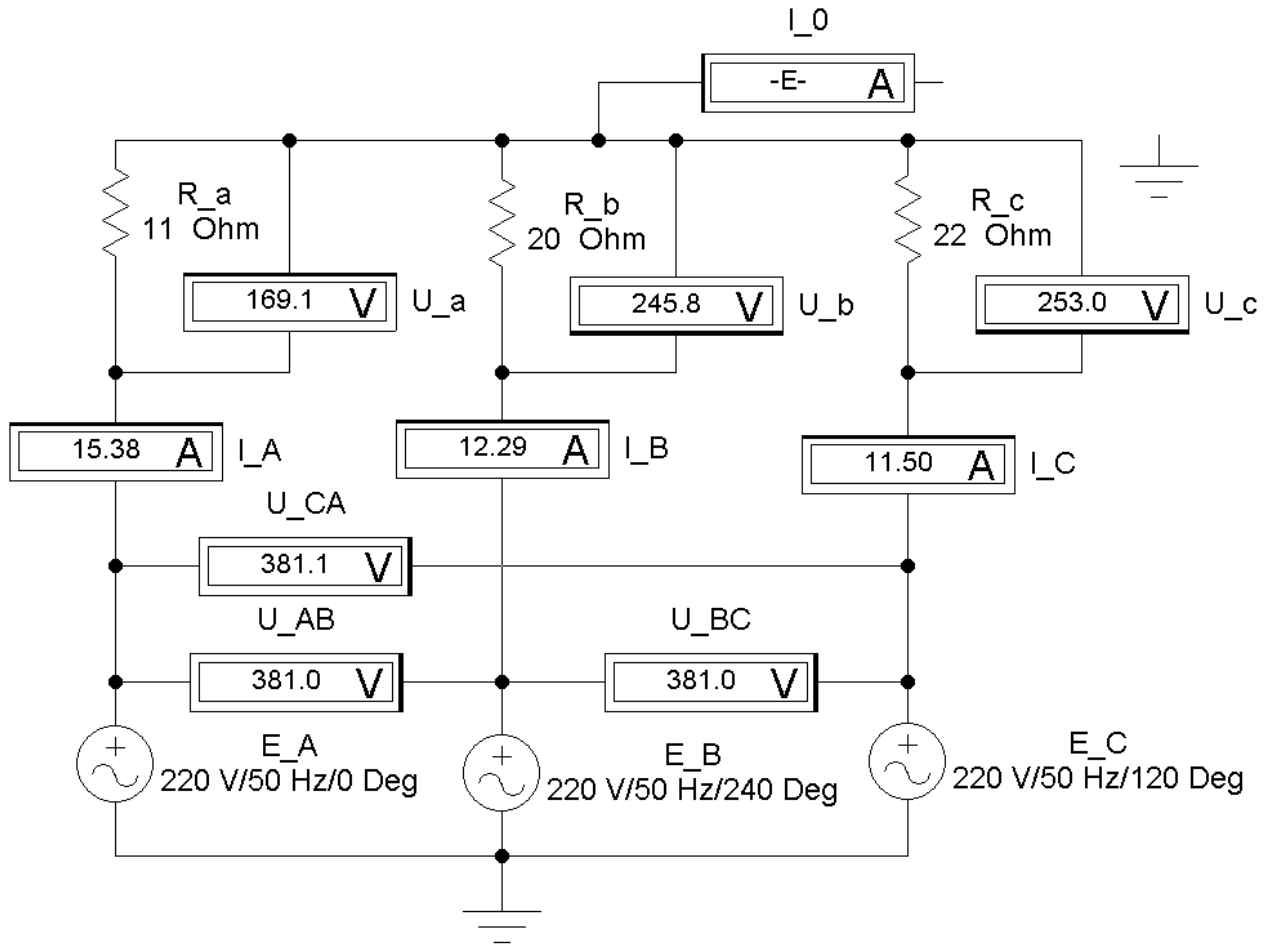 I_0
-E- A
R_a
11 Ohm
R_b
20 Ohm
R_c
22 Ohm
169.1 V
U_a
245.8 V
U_b
253.0 V
U_c
15.38 A
I_A
12.29 A
I_B
11.50 A
I_C
U_CA
381.1 V
U_AB
381.0 V
U_BC
381.0 V
E_A
220 V/50 Hz/0 Deg
E_B
220 V/50 Hz/240 Deg
E_C
220 V/50 Hz/120 Deg